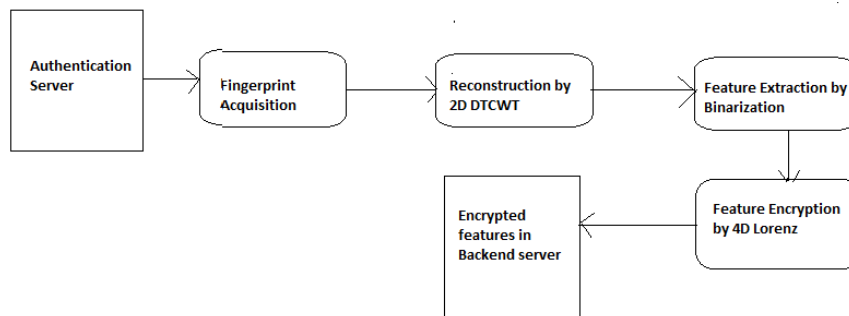 Authentication
Server
Fingerprint
Acquisition
Reconstruction by
2D DTCWT
Feature Extraction by
Binarization
Feature Encryption
by 4D Lorenz
Encrypted
features in
Backend server